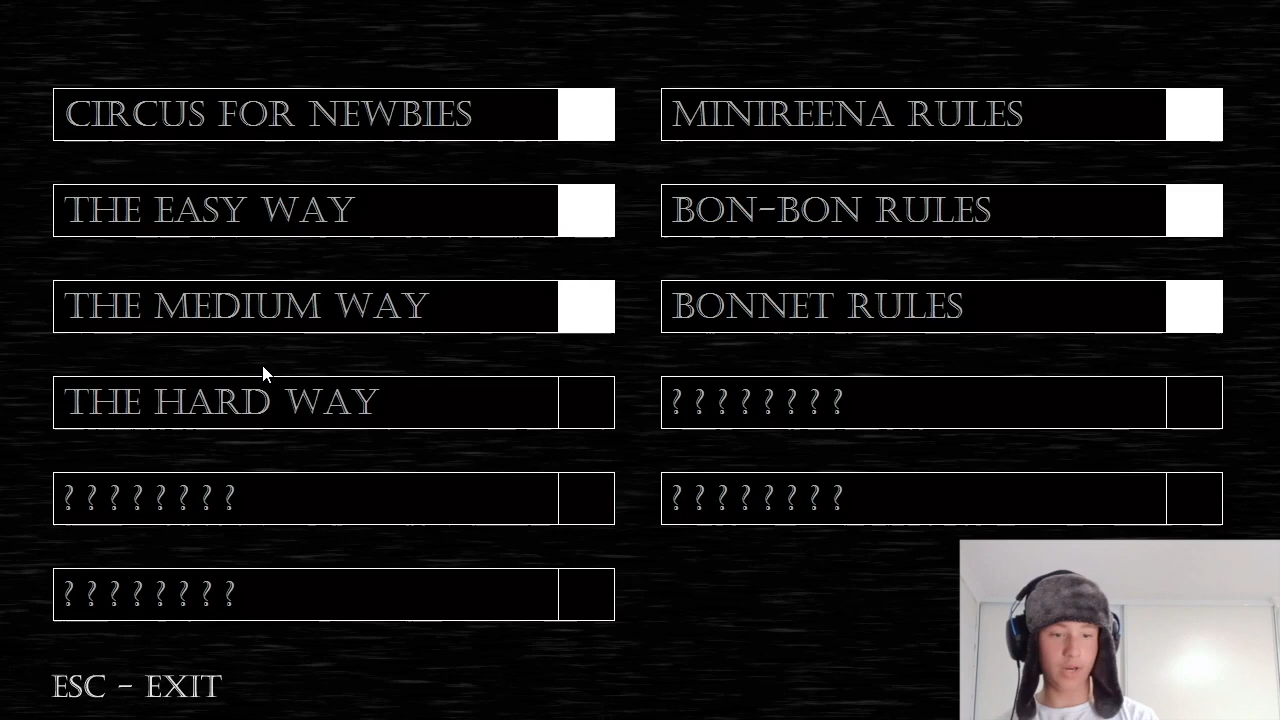 CIRCUS FOR NEWBIES
THE EASY WAY
THE MEDIUM WAY
THE HARD WAY
? ? ? ? ? ? ? ?
? ? ? ? ? ? ? ?
MINIREENA RULES
BON-BON RULES
BONNET RULES
? ? ? ? ? ? ? ?
? ? ? ? ? ? ? ?
ESC - EXIT